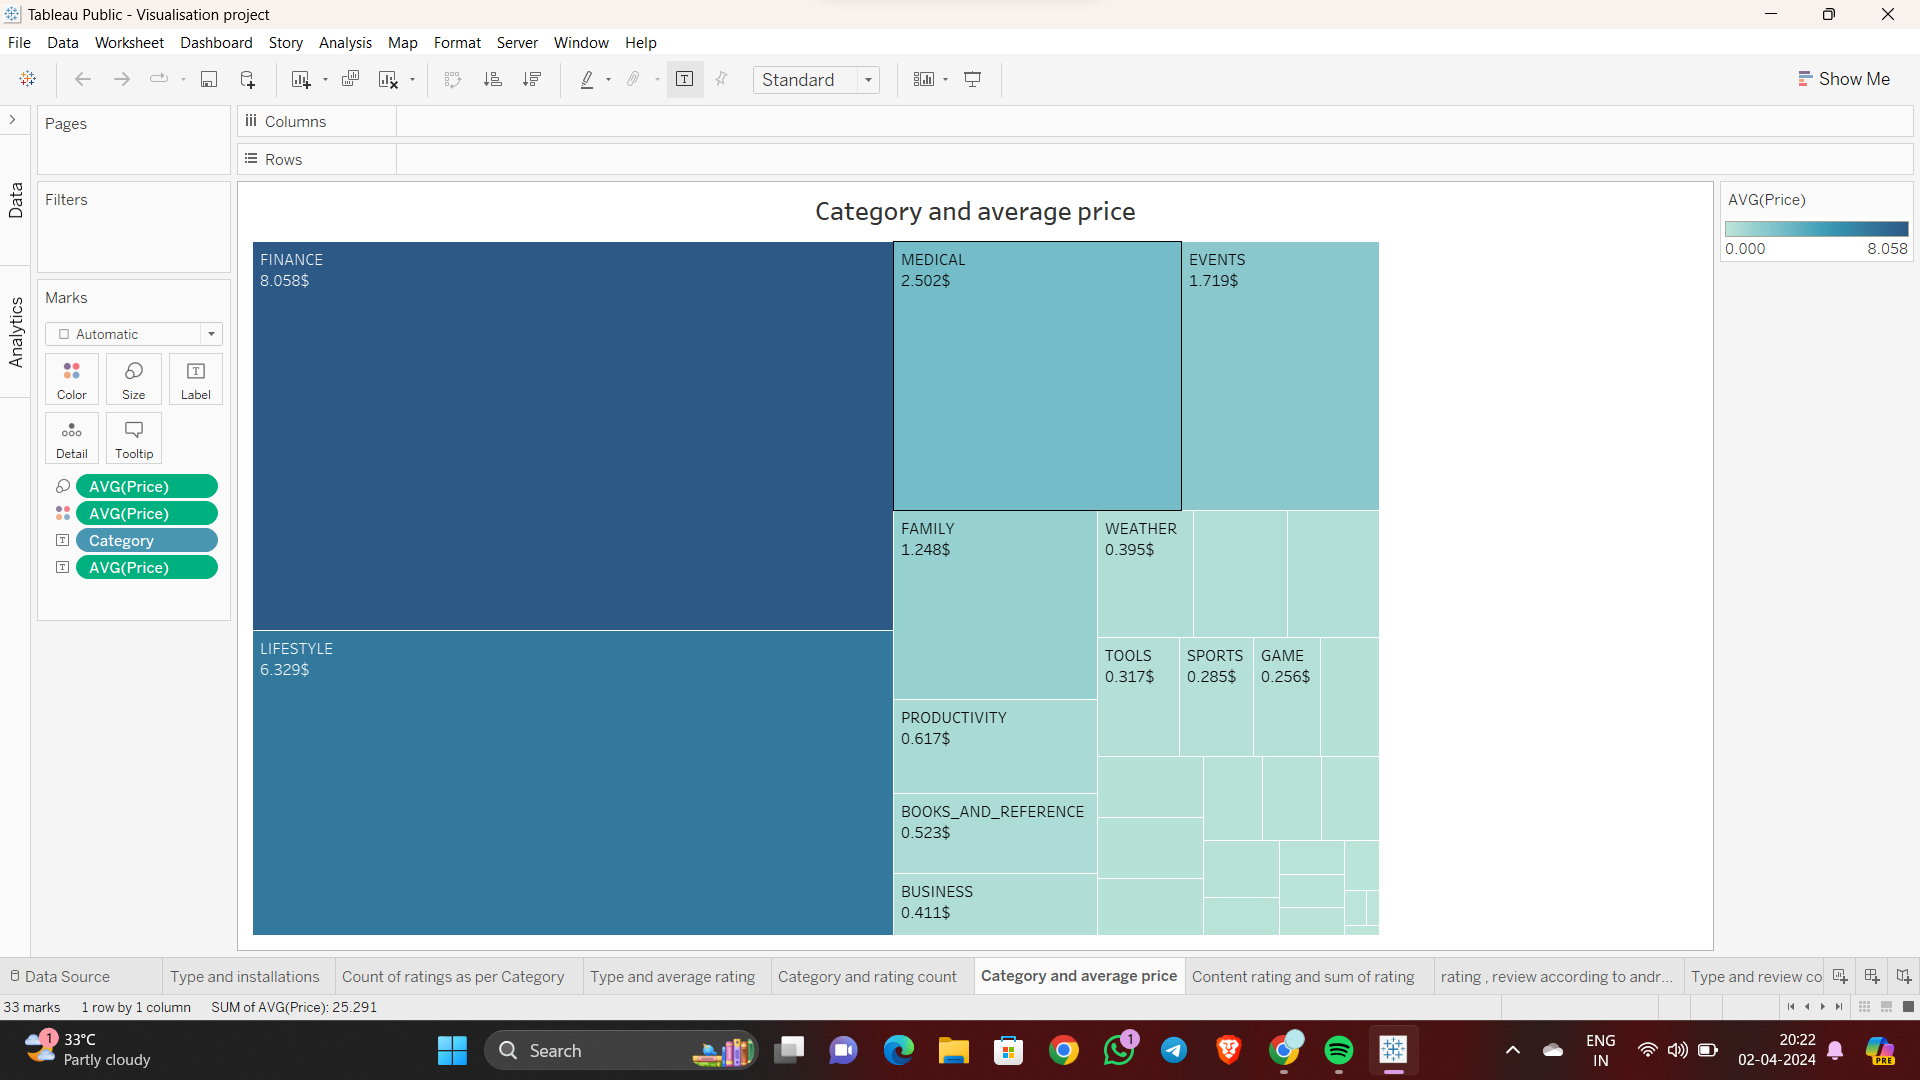 Tableau Public - Visualisation project
File Data Worksheet Dashboard Story Analysis Map Format Server Window Help
Standard
Show Me
Pages
Columns
Rows
Data
Analytics
Filters
Marks
Automatic
Color Size Label
Detail Tooltip
AVG(Price)
AVG(Price)
Category
AVG(Price)
Category and average price
FINANCE
8.058$
LIFESTYLE
6.329$
MEDICAL
2.502$
EVENTS
1.719$
FAMILY
1.248$
PRODUCTIVITY
0.617$
BOOKS_AND_REFERENCE
0.523$
BUSINESS
0.411$
WEATHER
0.395$
TOOLS
0.317$
SPORTS
0.285$
GAME
0.256$
AVG(Price)
0.000 8.058
Data Source Type and installations Count of ratings as per Category Type and average rating Category and rating count Category and average price Content rating and sum of rating rating , review according to andr... Type and review co
33 marks 1 row by 1 column SUM of AVG(Price): 25.291
1
33°C
Partly cloudy
Search
1
ENG
IN
20:22
02-04-2024
PRE